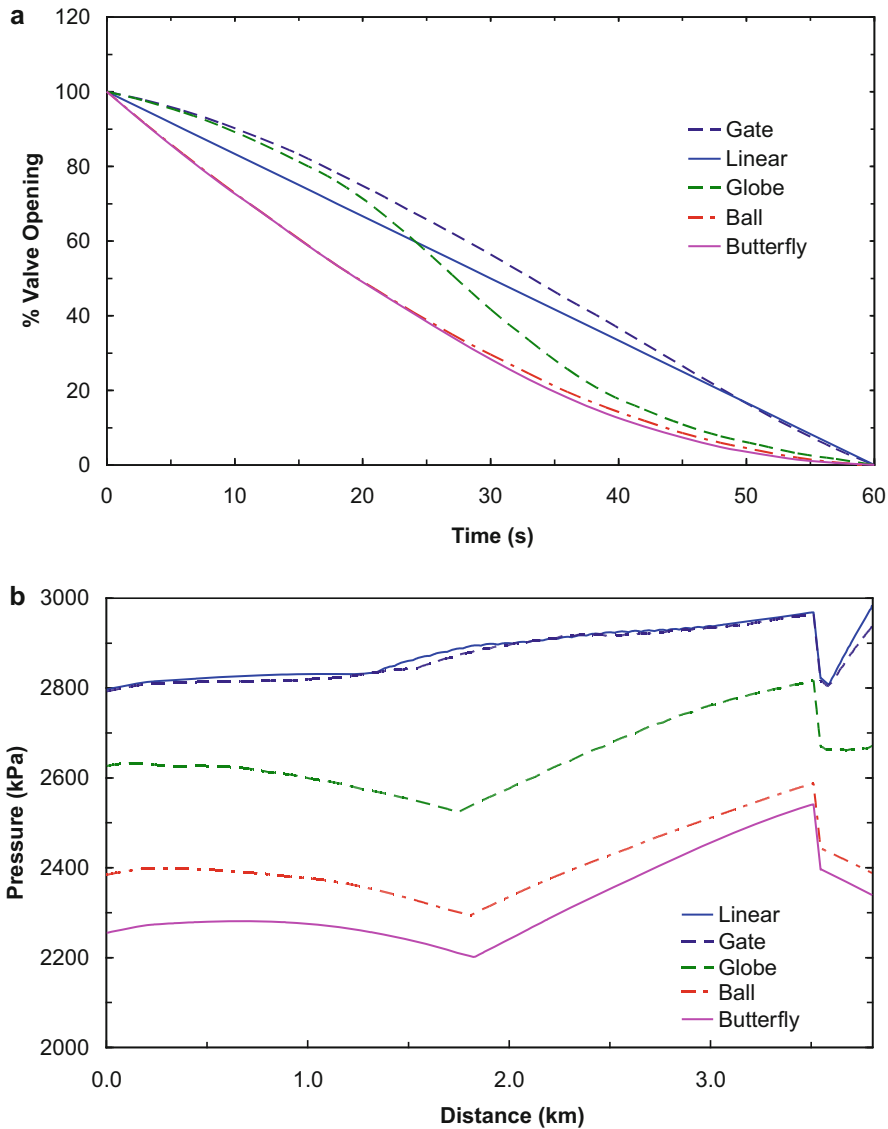 a
120
100
80
60
40
20
0
% Valve Opening
Gate
Linear
Globe
Ball
Butterfly
0 10 20 30 40 50 60
Time (s)
b
3000
2800
2600
2400
2200
2000
Pressure (kPa)
Linear
Gate
Globe
Ball
Butterfly
0.0 1.0 2.0 3.0
Distance (km)